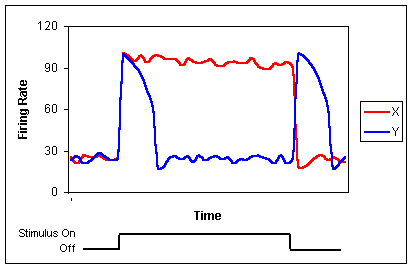 120
90
60
30
0
Firing Rate
X
Y
Time
Stimulus On
Off